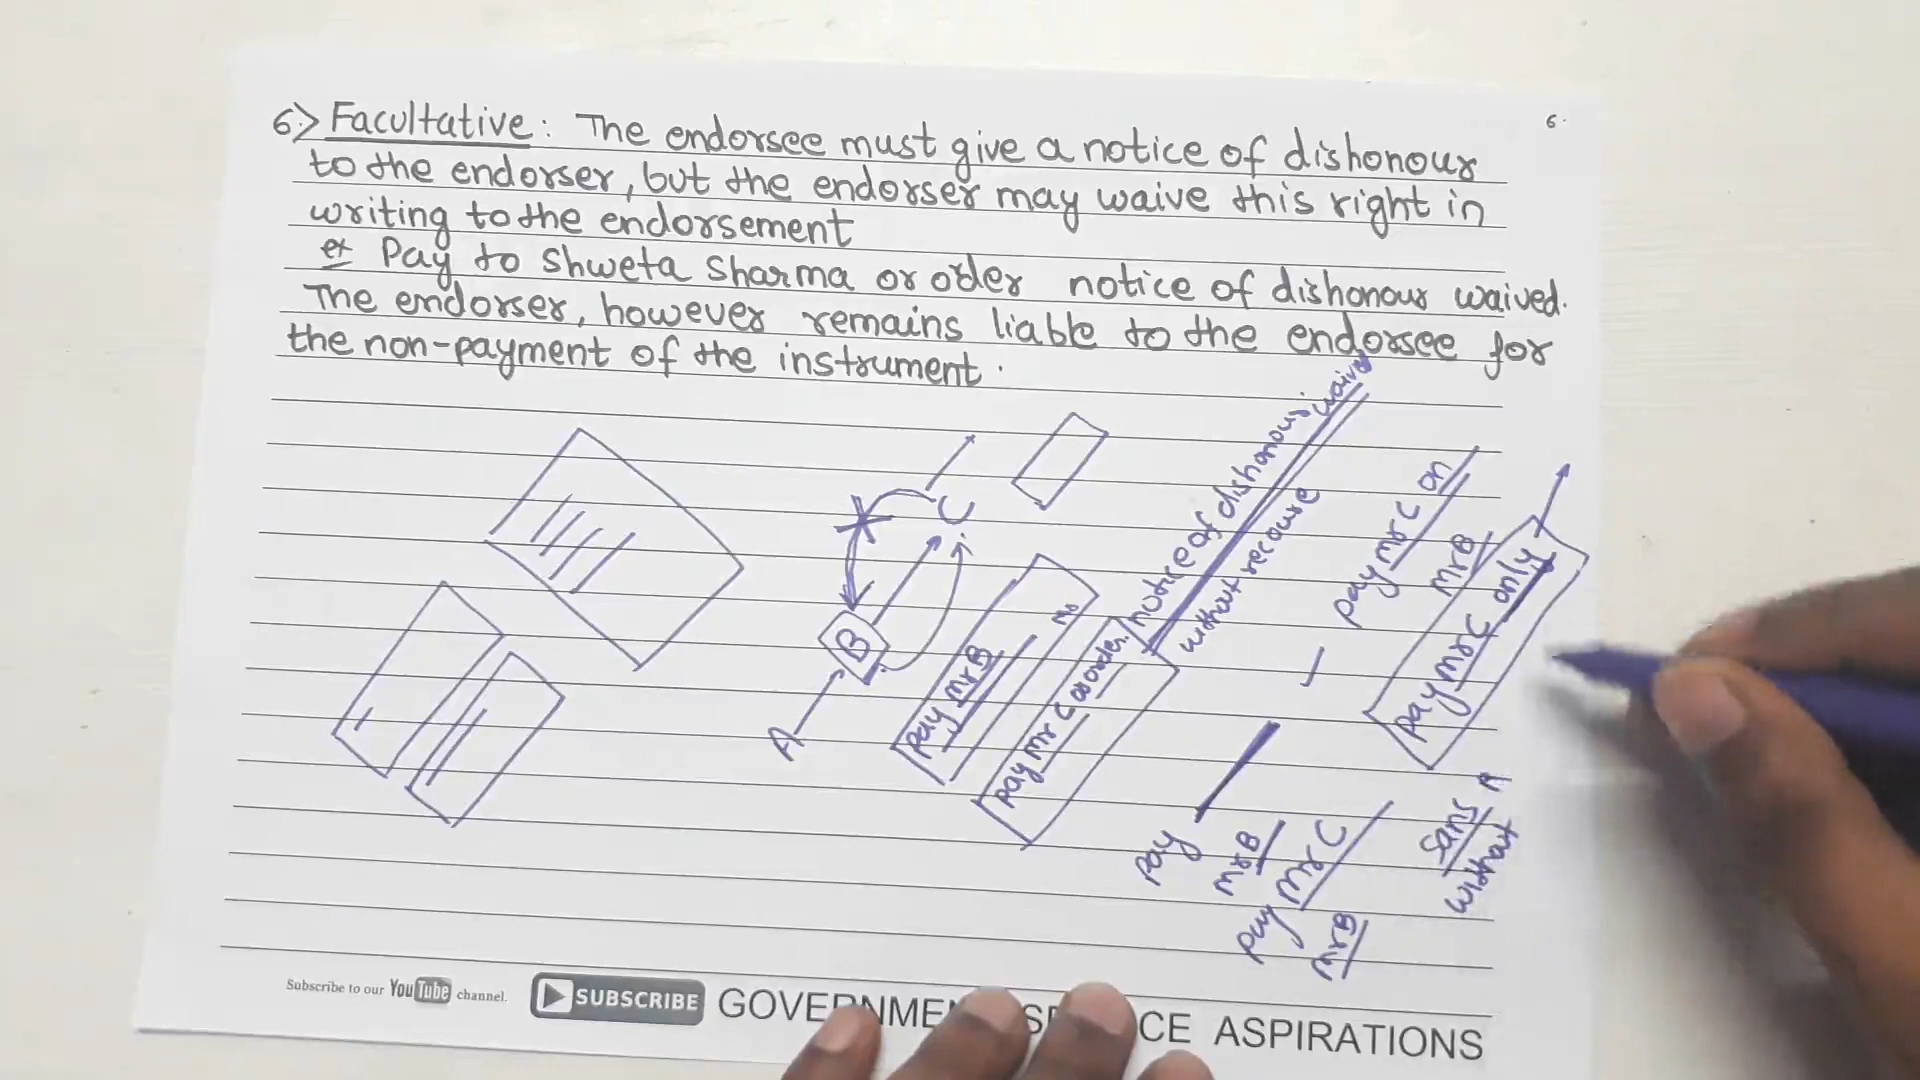 6.
6> Facultative: The endorsee must give a notice of dishonour
to the endorser, but the endorser may waive this right in
writing to the endorsement
ex Pay to Shweta Sharma or order notice of dishonour waived.
The endorser, however remains liable to the endorsee for
the non-payment of the instrument.
C
B
A
Pay Mr B
Pay Mr C or order.
notice of dishonour waived
without recourse
Pay Mr C on
Mr B
Pay Mr C only
Pay
Mr B
Pay Mr C
Mr B
Sans
without
Subscribe to our YouTube channel.
SUBSCRIBE
GOVERNMEN S CE ASPIRATIONS